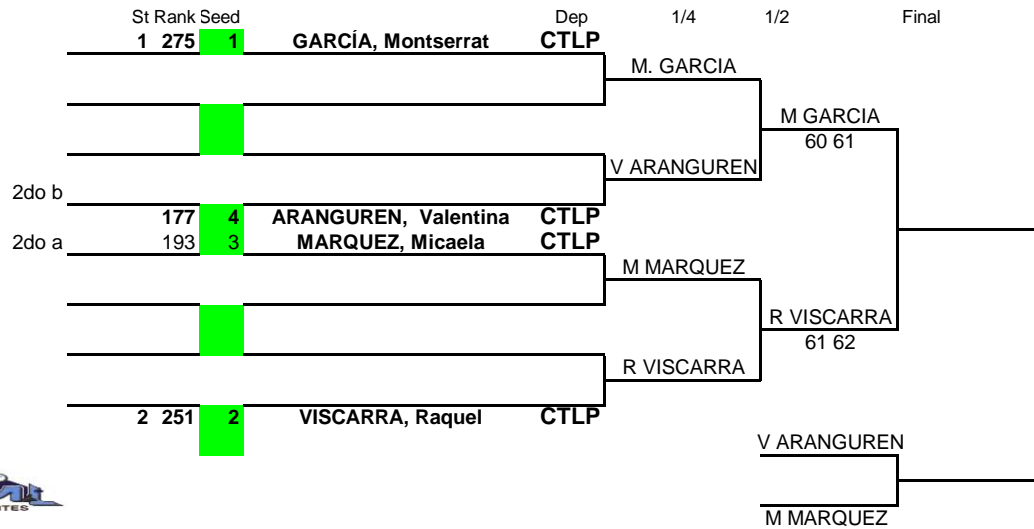 St Rank Seed Dep 1/4 1/2 Final
1 275 1 GARCÍA, Montserrat CTLP
M. GARCIA
M GARCIA
60 61
V ARANGUREN
2do b
177 4 ARANGUREN, Valentina CTLP
2do a 193 3 MARQUEZ, Micaela CTLP
M MARQUEZ
R VISCARRA
61 62
R VISCARRA
2 251 2 VISCARRA, Raquel CTLP
V ARANGUREN
M MARQUEZ